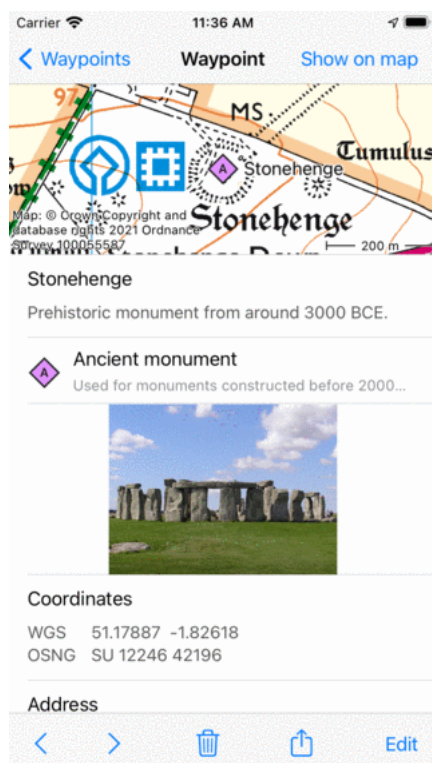 Carrier 11:36 AM
Waypoints Waypoint Show on map
97
MS
Tumulus
A Stonehenge
Map: © Crown Copyright and
database rights 2021 Ordnance
Survey 100055587
Stonehenge
200 m
Stonehenge
Prehistoric monument from around 3000 BCE.
Ancient monument
A
Used for monuments constructed before 2000...
Coordinates
WGS 51.17887 -1.82618
OSNG SU 12246 42196
Address
Edit